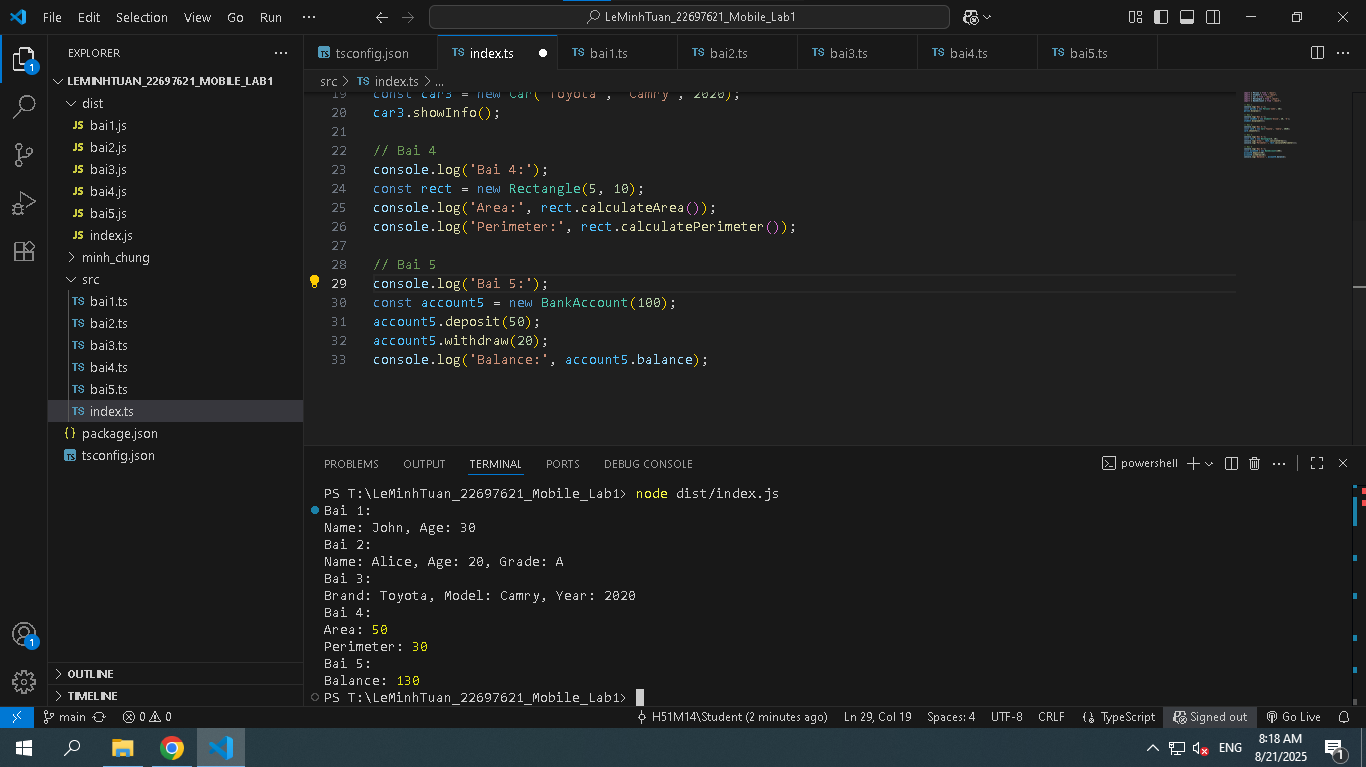 File Edit Selection View Go Run ··· LeMinhTuan_22697621_Mobile_Lab1
EXPLORER ···
1
LEMINHTUAN_22697621_MOBILE_LAB1
dist
JS bai1.js
JS bai2.js
JS bai3.js
JS bai4.js
JS bai5.js
JS index.js
minh_chung
src
TS bai1.ts
TS bai2.ts
TS bai3.ts
TS bai4.ts
TS bai5.ts
TS index.ts
{} package.json
TS tsconfig.json
OUTLINE
TIMELINE
1
TS tsconfig.json TS index.ts TS bai1.ts TS bai2.ts TS bai3.ts TS bai4.ts TS bai5.ts ···
src > TS index.ts > ...
19 const car3 = new Car('Toyota', 'Camry', 2020);
20 car3.showInfo();
21
22 // Bai 4
23 console.log('Bai 4:');
24 const rect = new Rectangle(5, 10);
25 console.log('Area:', rect.calculateArea());
26 console.log('Perimeter:', rect.calculatePerimeter());
27
28 // Bai 5
29 console.log('Bai 5:');
30 const account5 = new BankAccount(100);
31 account5.deposit(50);
32 account5.withdraw(20);
33 console.log('Balance:', account5.balance);
PROBLEMS OUTPUT TERMINAL PORTS DEBUG CONSOLE powershell ···
PS T:\LeMinhTuan_22697621_Mobile_Lab1> node dist/index.js
Bai 1:
Name: John, Age: 30
Bai 2:
Name: Alice, Age: 20, Grade: A
Bai 3:
Brand: Toyota, Model: Camry, Year: 2020
Bai 4:
Area: 50
Perimeter: 30
Bai 5:
Balance: 130
PS T:\LeMinhTuan_22697621_Mobile_Lab1>
main 0 0 H51M14\Student (2 minutes ago) Ln 29, Col 19 Spaces: 4 UTF-8 CRLF {} TypeScript Signed out Go Live
ENG 8:18 AM
8/21/2025 1